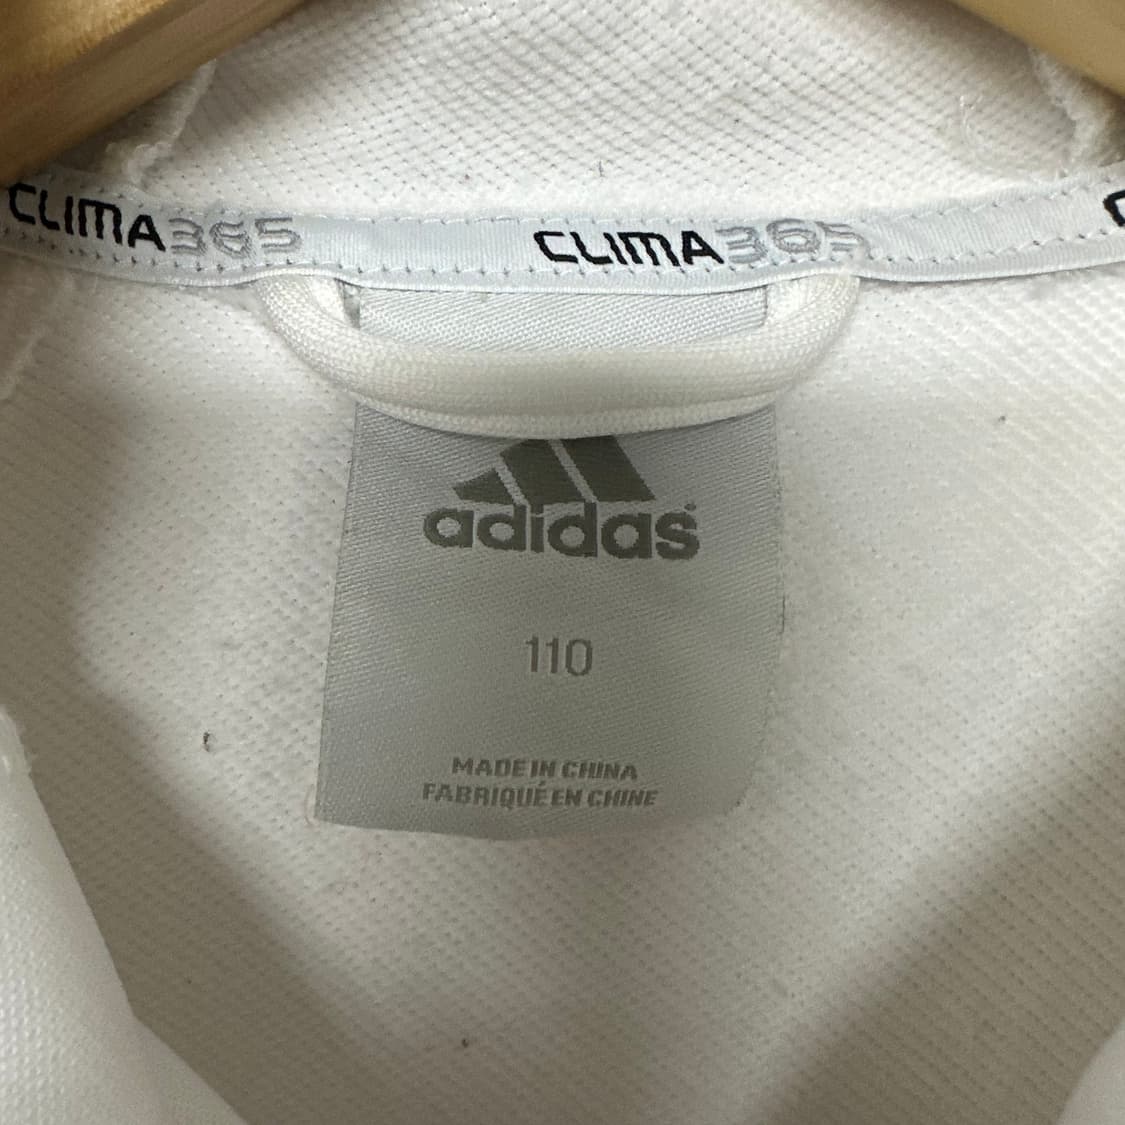 CLIMA365 CLIMA365
adidas
110
MADE IN CHINA
FABRIQUÉ EN CHINE